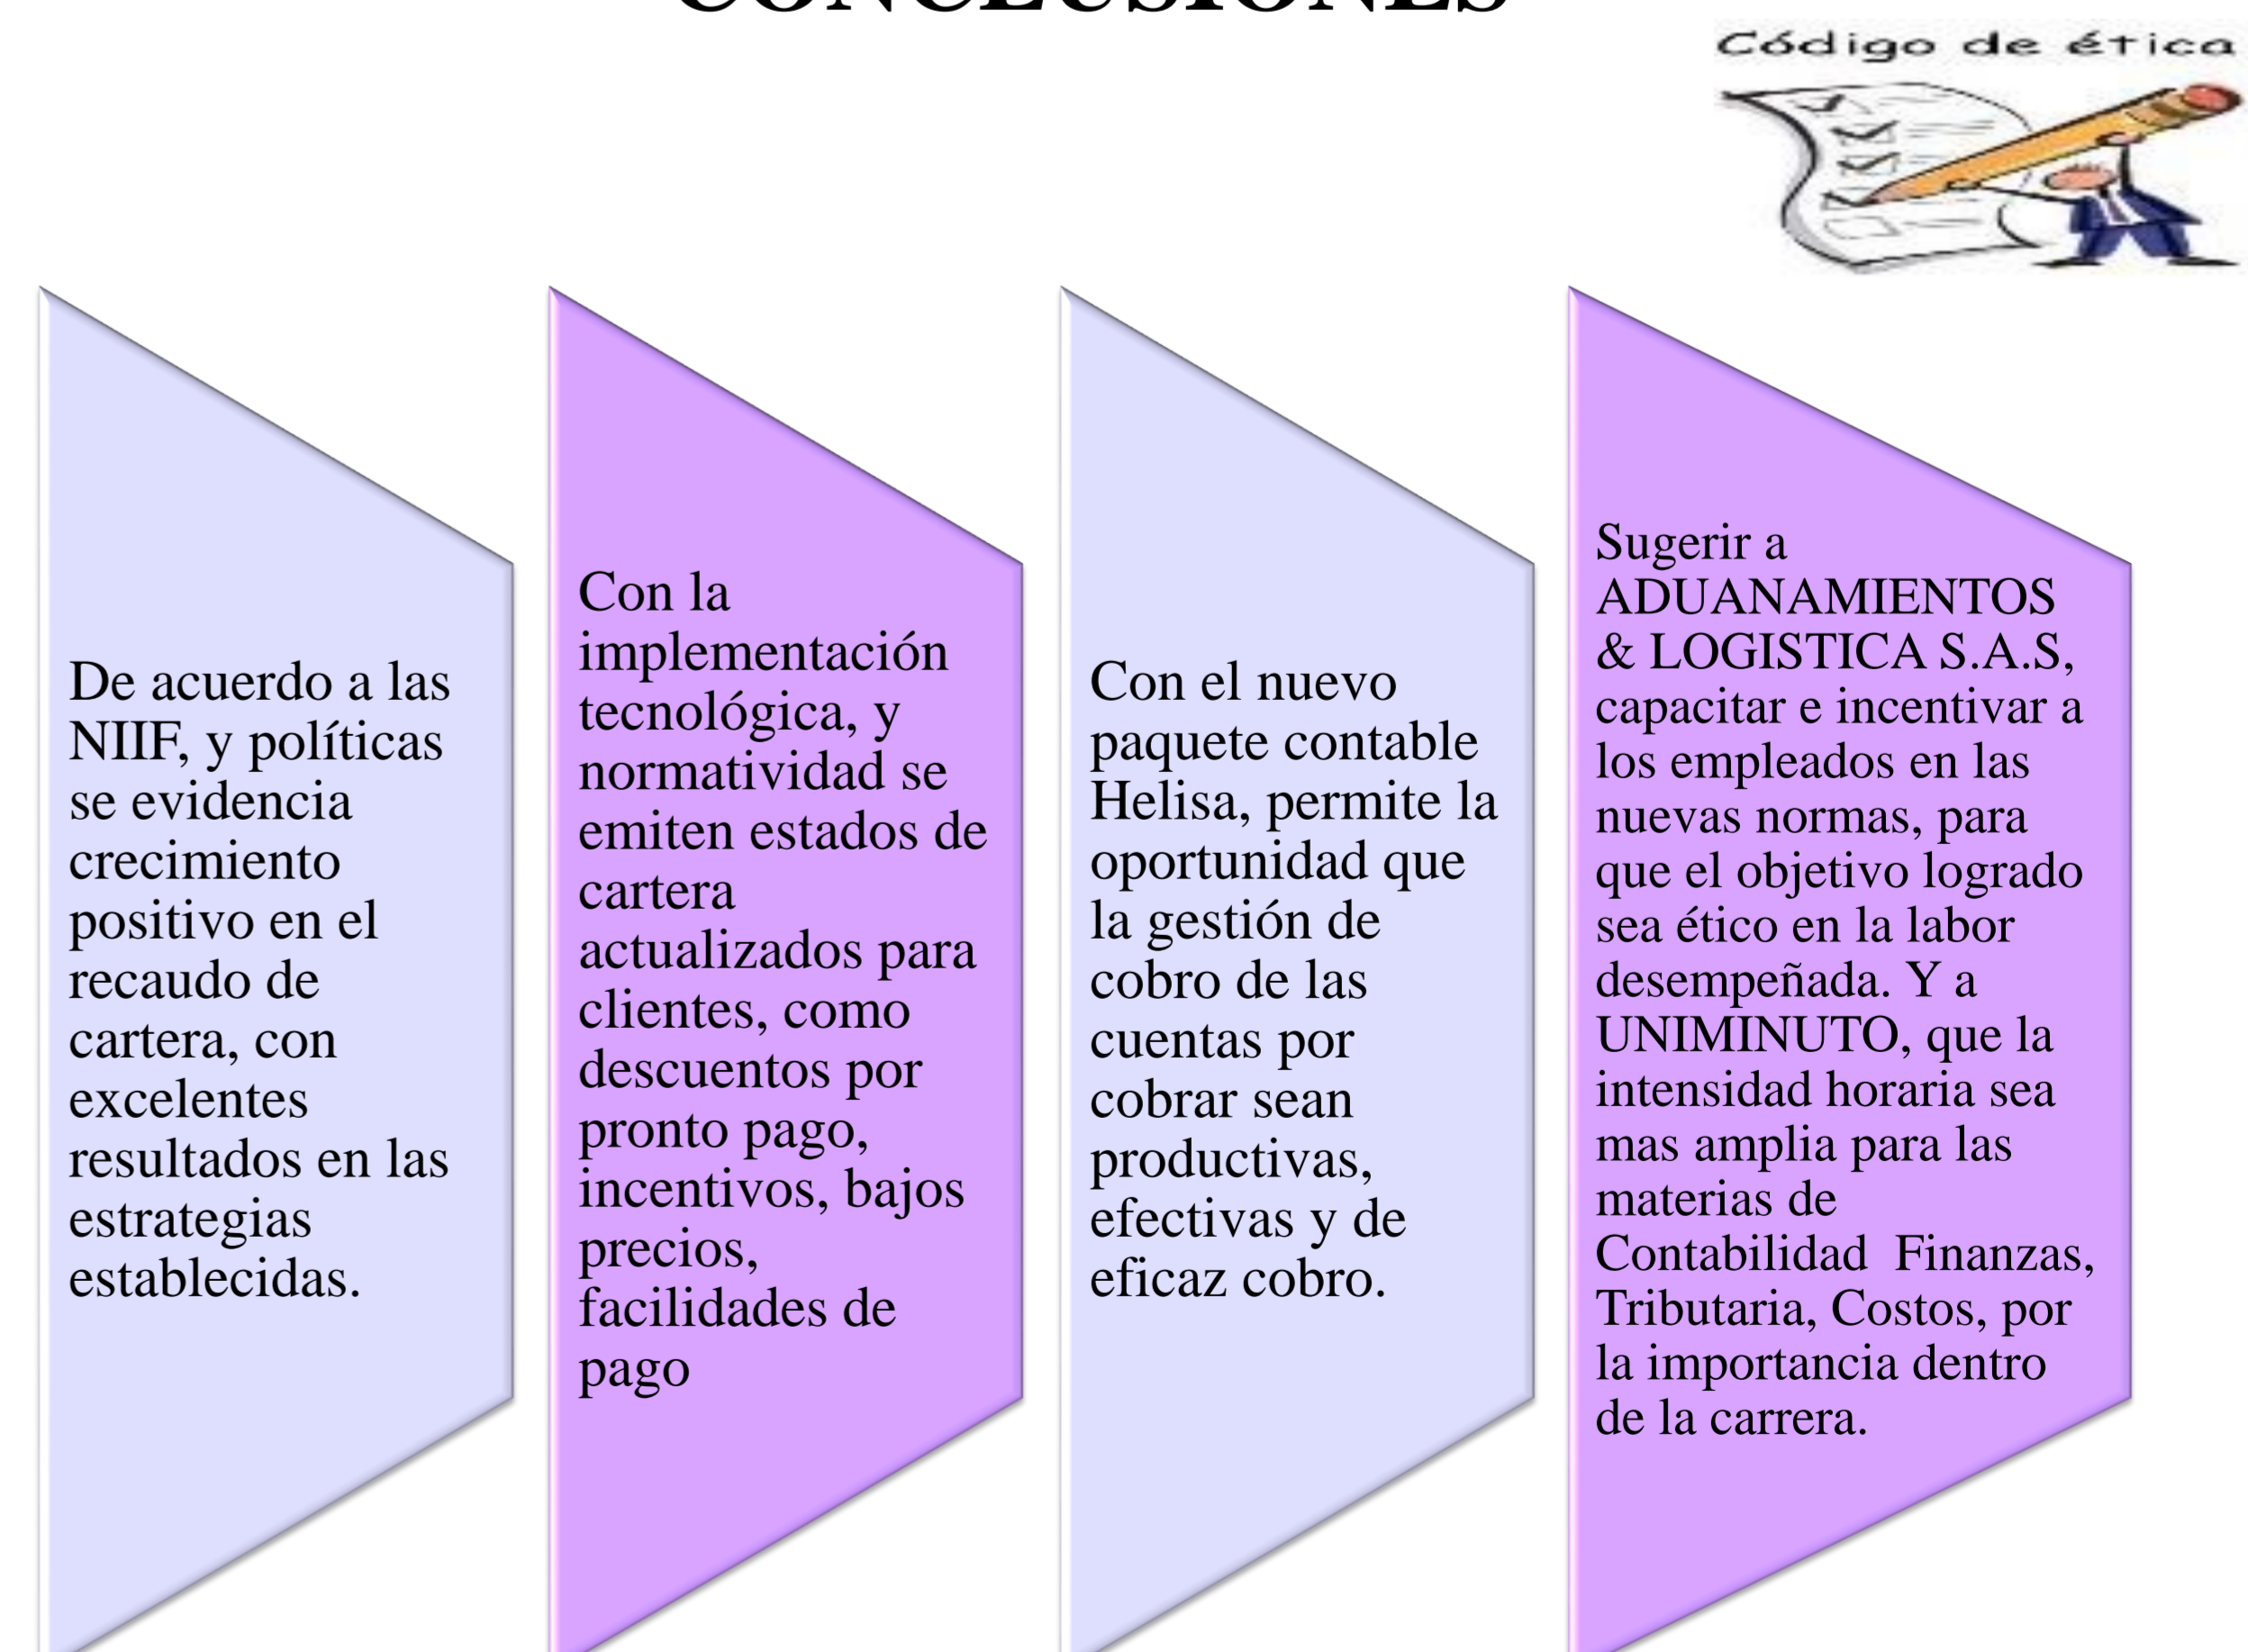 CONCLUSIONES
Código de ética
De acuerdo a las
NIIF, y políticas
se evidencia
crecimiento
positivo en el
recaudo de
cartera, con
excelentes
resultados en las
estrategias
establecidas.
Con la
implementación
tecnológica, y
normatividad se
emiten estados de
cartera
actualizados para
clientes, como
descuentos por
pronto pago,
incentivos, bajos
precios,
facilidades de
pago
Con el nuevo
paquete contable
Helisa, permite la
oportunidad que
la gestión de
cobro de las
cuentas por
cobrar sean
productivas,
efectivas y de
eficaz cobro.
Sugerir a
ADUANAMIENTOS
& LOGISTICA S.A.S,
capacitar e incentivar a
los empleados en las
nuevas normas, para
que el objetivo logrado
sea ético en la labor
desempeñada. Y a
UNIMINUTO, que la
intensidad horaria sea
mas amplia para las
materias de
Contabilidad  Finanzas,
Tributaria, Costos, por
la importancia dentro
de la carrera.